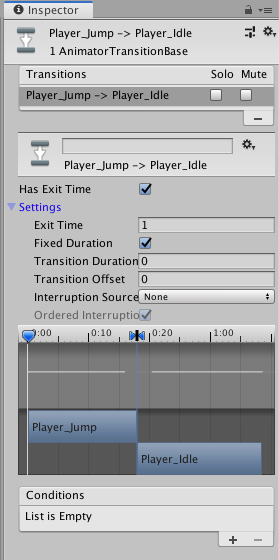 Inspector
Player_Jump -> Player_Idle
1 AnimatorTransitionBase
Transitions Solo Mute
Player_Jump -> Player_Idle
Player_Jump -> Player_Idle
Has Exit Time
Settings
Exit Time 1
Fixed Duration
Transition Duration 0
Transition Offset 0
Interruption Source None
Ordered Interruptio
0:00 0:10 0:20 1:00
Player_Jump
Player_Idle
Conditions
List is Empty